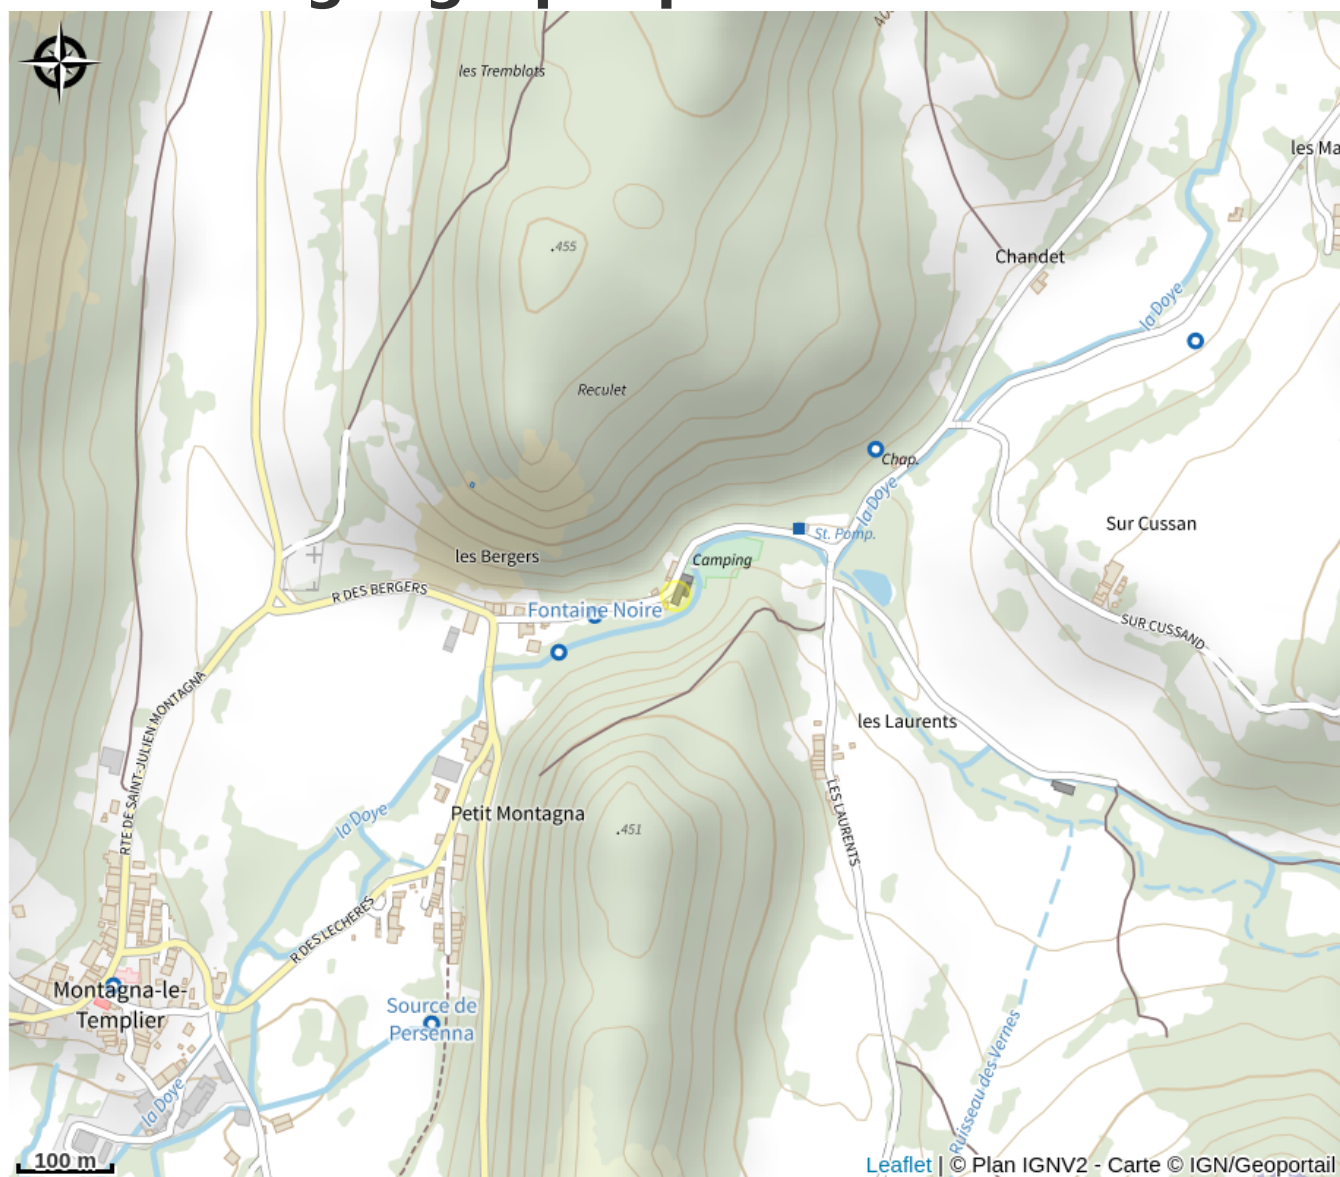 les Tremblots
les Ma
.455
Chandet
la Doye
Reculet
Chap.
la Doye
Sur Cussan
St. Pomp.
les Bergers
Camping
R DES BERGERS
Fontaine Noire
SUR CUSSAND
RTE DE SAINT-JULIEN MONTAGNA
les Laurents
la Doye
Petit Montagna
.451
LES LAURENTS
R DES LECHERES
Montagna-le-
Templier
Source de
Persenna
la Doye
Ruisseau des Vernes
100 m
Leaflet | © Plan IGNV2 - Carte © IGN/Geoportail